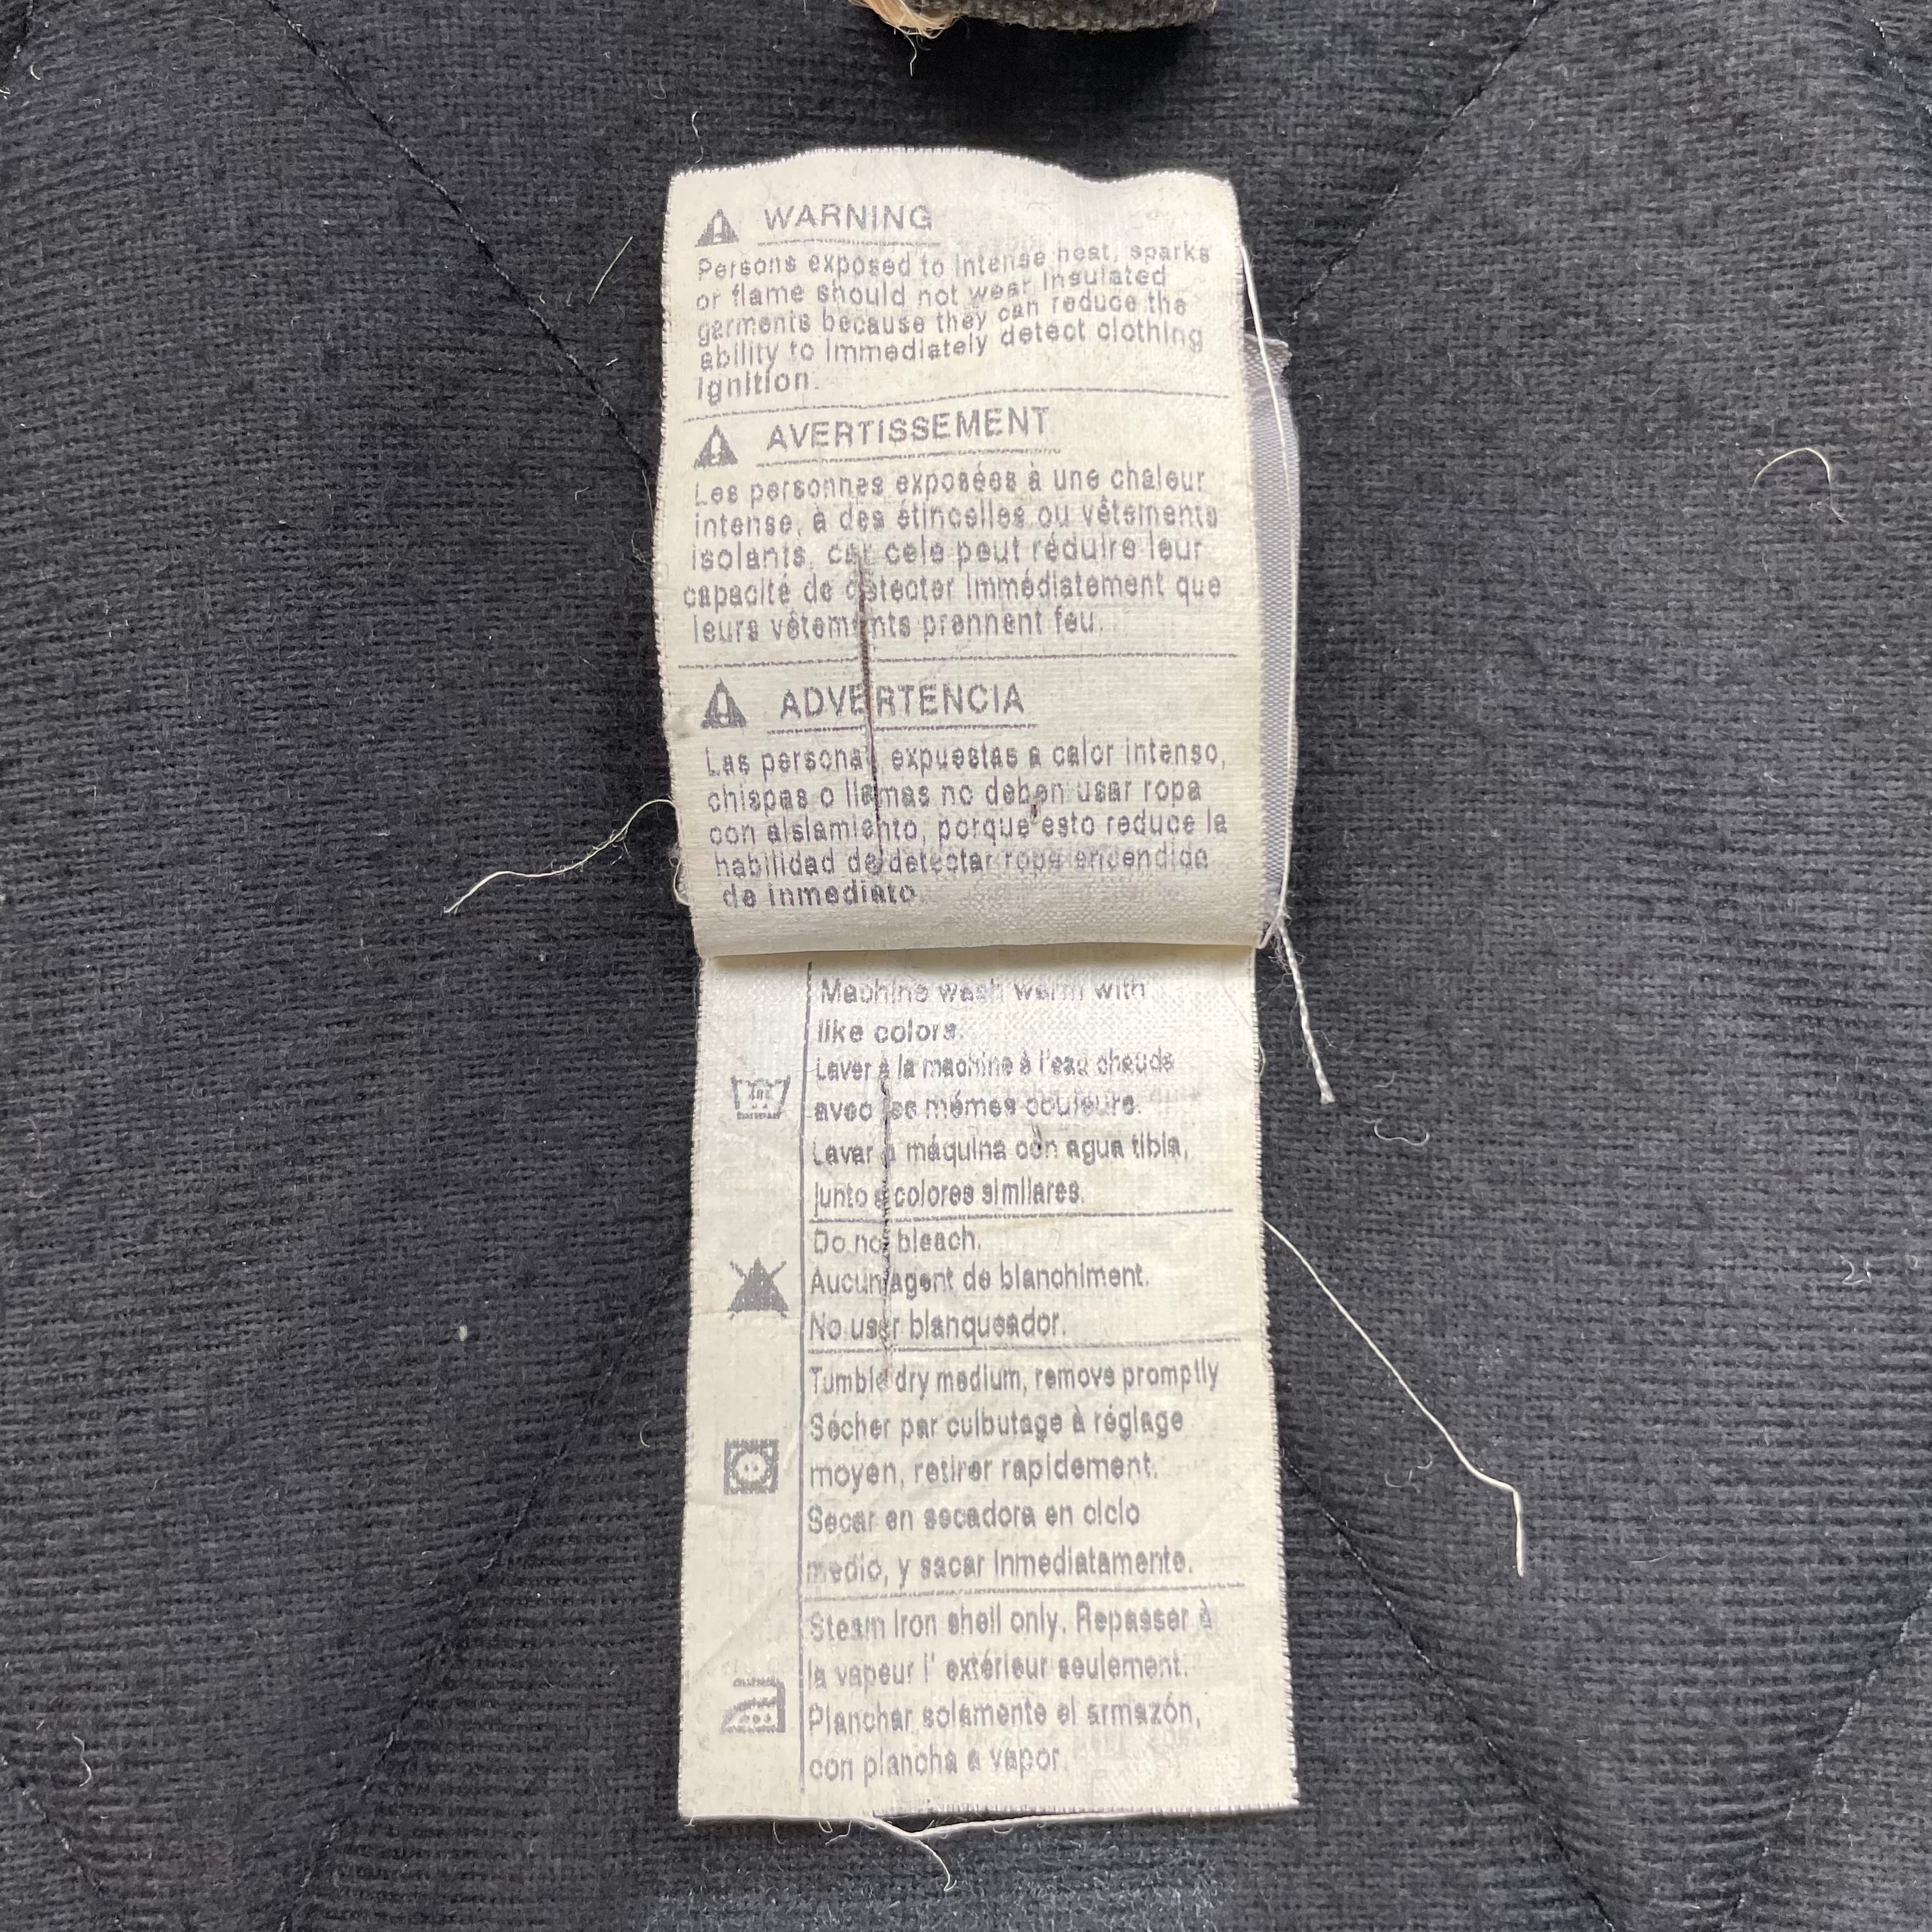 WARNING
Persons exposed to intense heat, sparks
or flame should not wear insulated
garments because they can reduce the
ability to immediately detect clothing
ignition.
AVERTISSEMENT
Les personnes exposées à une chaleur
intense, à des étincelles ou vêtements
isolants, car cela peut réduire leur
capacité de détecter immédiatement que
leurs vêtements prennent feu.
ADVERTENCIA
Las personas expuestas a calor intenso,
chispas o llamas no deben usar ropa
con aislamiento, porque esto reduce la
habilidad de detectar ropa encendida
de inmediato.
Machine wash warm with
like colors.
Laver à la machine à l'eau chaude
avec les mémes couleurs.
Lavar a máquina con agua tibia,
junto a colores similares.
Do not bleach.
Aucun agent de blanchiment.
No usar blanqueador.
Tumble dry medium, remove promptly
Sécher par culbutage à réglage
moyen, retirer rapidement.
Secar en secadora en ciclo
medio, y sacar inmediatamente.
Steam Iron shell only. Repasser à
la vapeur l' extérieur seulement.
Planchar solamente el armazón,
con plancha a vapor.